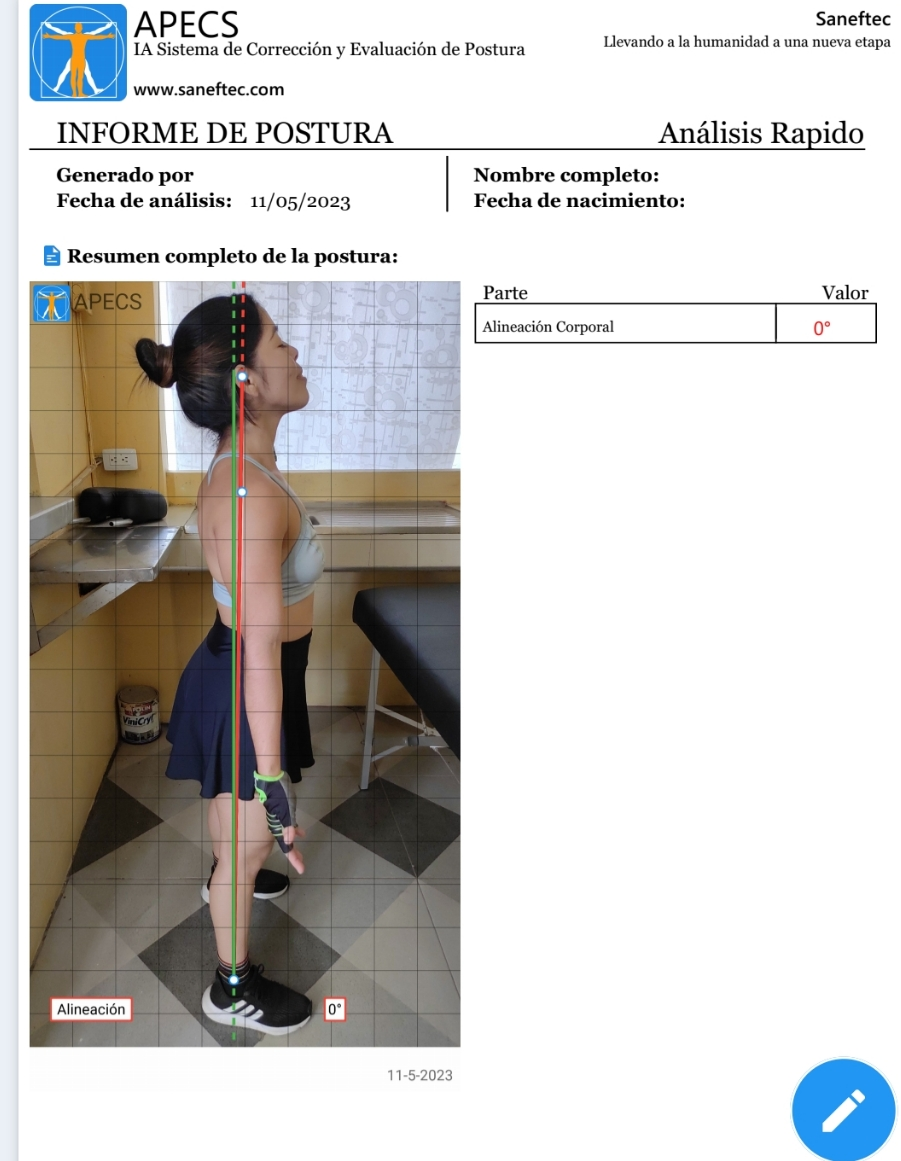 APECS
IA Sistema de Corrección y Evaluación de Postura
www.saneftec.com
Saneftec
Llevando a la humanidad a una nueva etapa
INFORME DE POSTURA
Análisis Rapido
Generado por
Fecha de análisis: 11/05/2023
Nombre completo:
Fecha de nacimiento:
Resumen completo de la postura:
APECS
Parte Valor
Alineación Corporal 0°
ViniCryl
Alineación 0°
11-5-2023